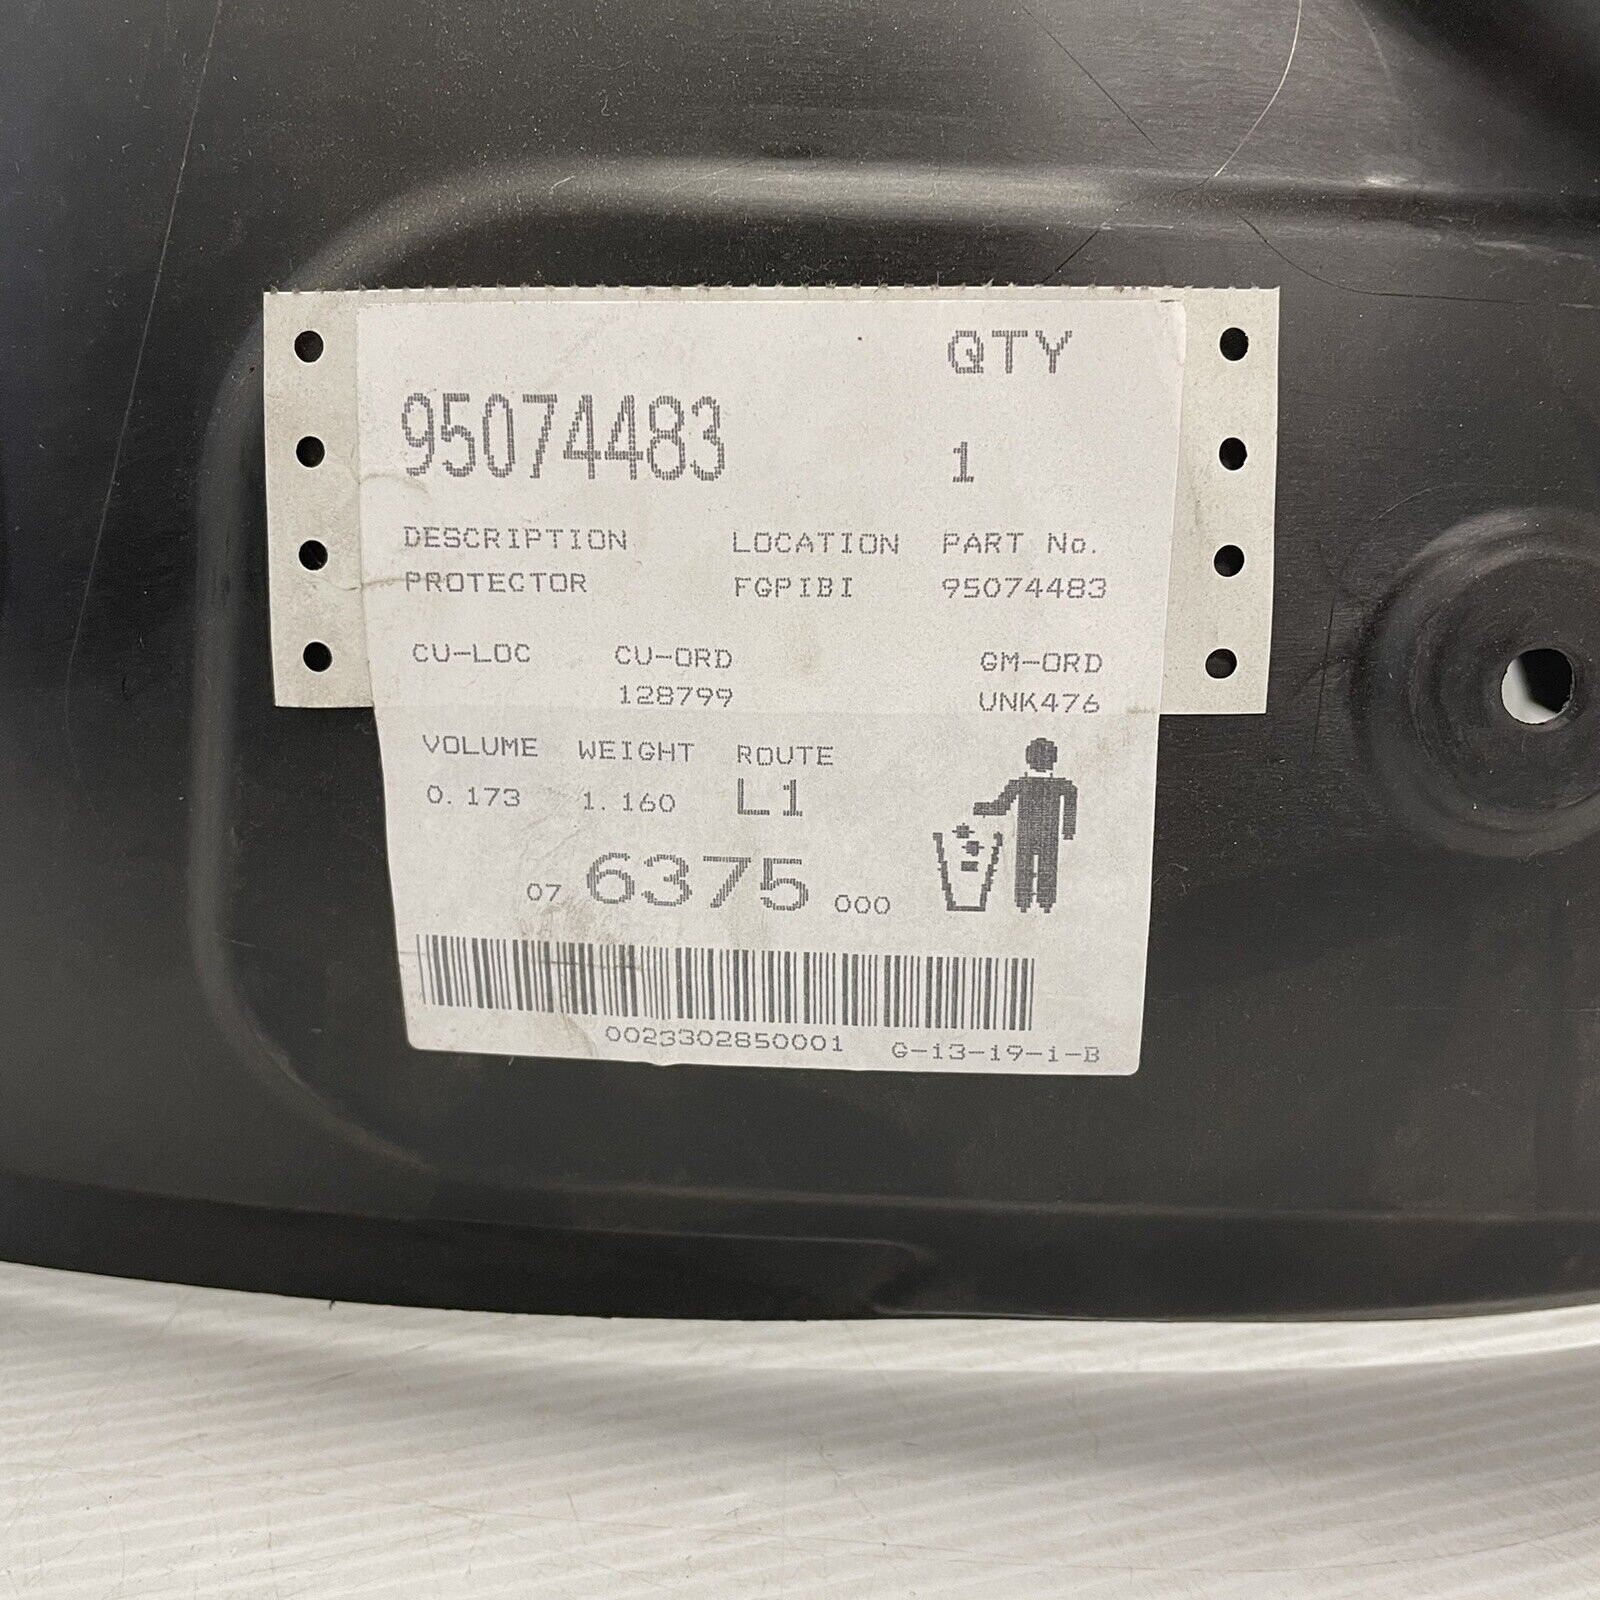 QTY
95074483 1
DESCRIPTION LOCATION PART No.
PROTECTOR FGPIBI 95074483
CU-LOC CU-ORD GM-ORD
128799 UNK476
VOLUME WEIGHT ROUTE
0.173 1.160 L1
07 6375 000
0023302850001 G-13-19-1-B